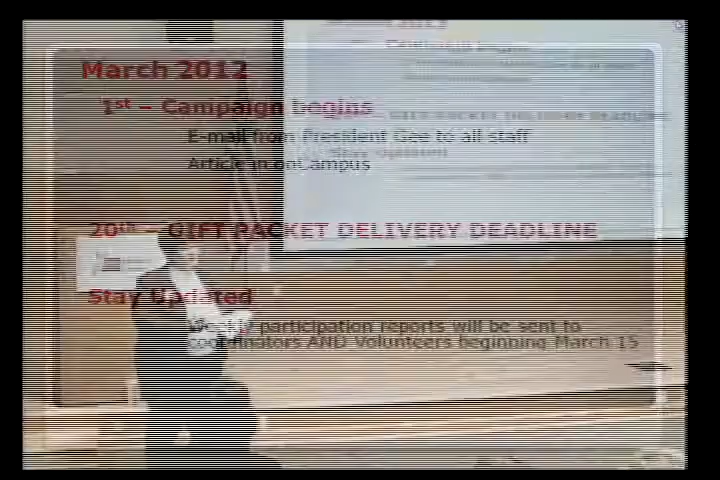 March 2012
1st – Campaign begins
E-mail from President Gee to all staff
Article in onCampus
20th – GIFT PACKET DELIVERY DEADLINE
Stay Updated
Weekly participation reports will be sent to
coordinators AND Volunteers beginning March 15